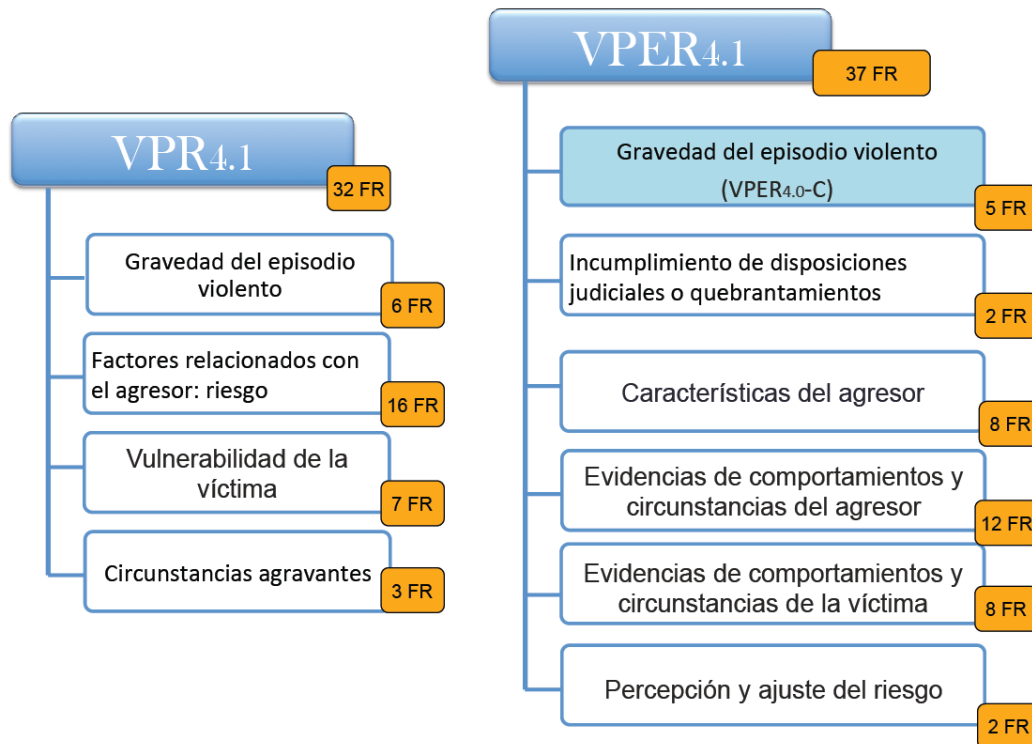 VPR4.1
32 FR
Gravedad del episodio
violento
6 FR
Factores relacionados con
el agresor: riesgo
16 FR
Vulnerabilidad de la
víctima
7 FR
Circunstancias agravantes
3 FR
VPER4.1
37 FR
Gravedad del episodio violento
(VPER4.0-C)
5 FR
Incumplimiento de disposiciones
judiciales o quebrantamientos
2 FR
Características del agresor
8 FR
Evidencias de comportamientos y
circunstancias del agresor
12 FR
Evidencias de comportamientos y
circunstancias de la víctima
8 FR
Percepción y ajuste del riesgo
2 FR